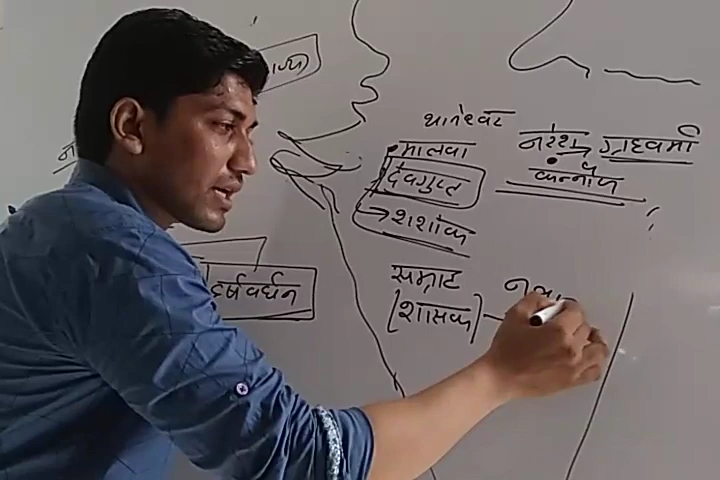 थानेश्वर
मालवा नरेश → ग्रहवर्मा
देवगुप्त कन्नौज
→ शशांक
सम्राट
[शासक] –
हर्षवर्धन